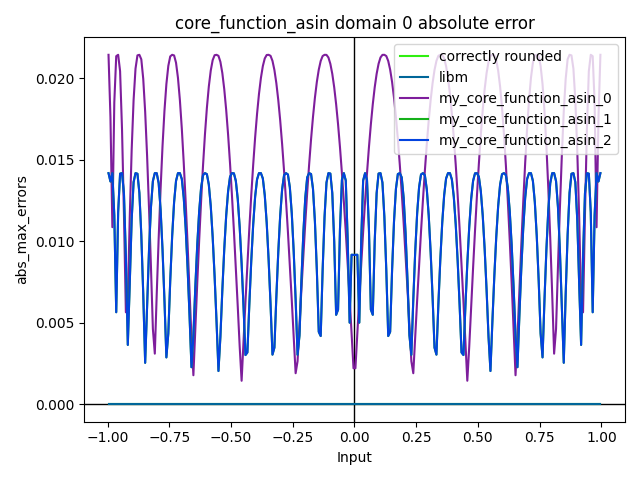 core_function_asin domain 0 absolute error
correctly rounded
libm
my_core_function_asin_0
my_core_function_asin_1
my_core_function_asin_2
abs_max_errors
0.020
0.015
0.010
0.005
0.000
−1.00 −0.75 −0.50 −0.25 0.00 0.25 0.50 0.75 1.00
Input